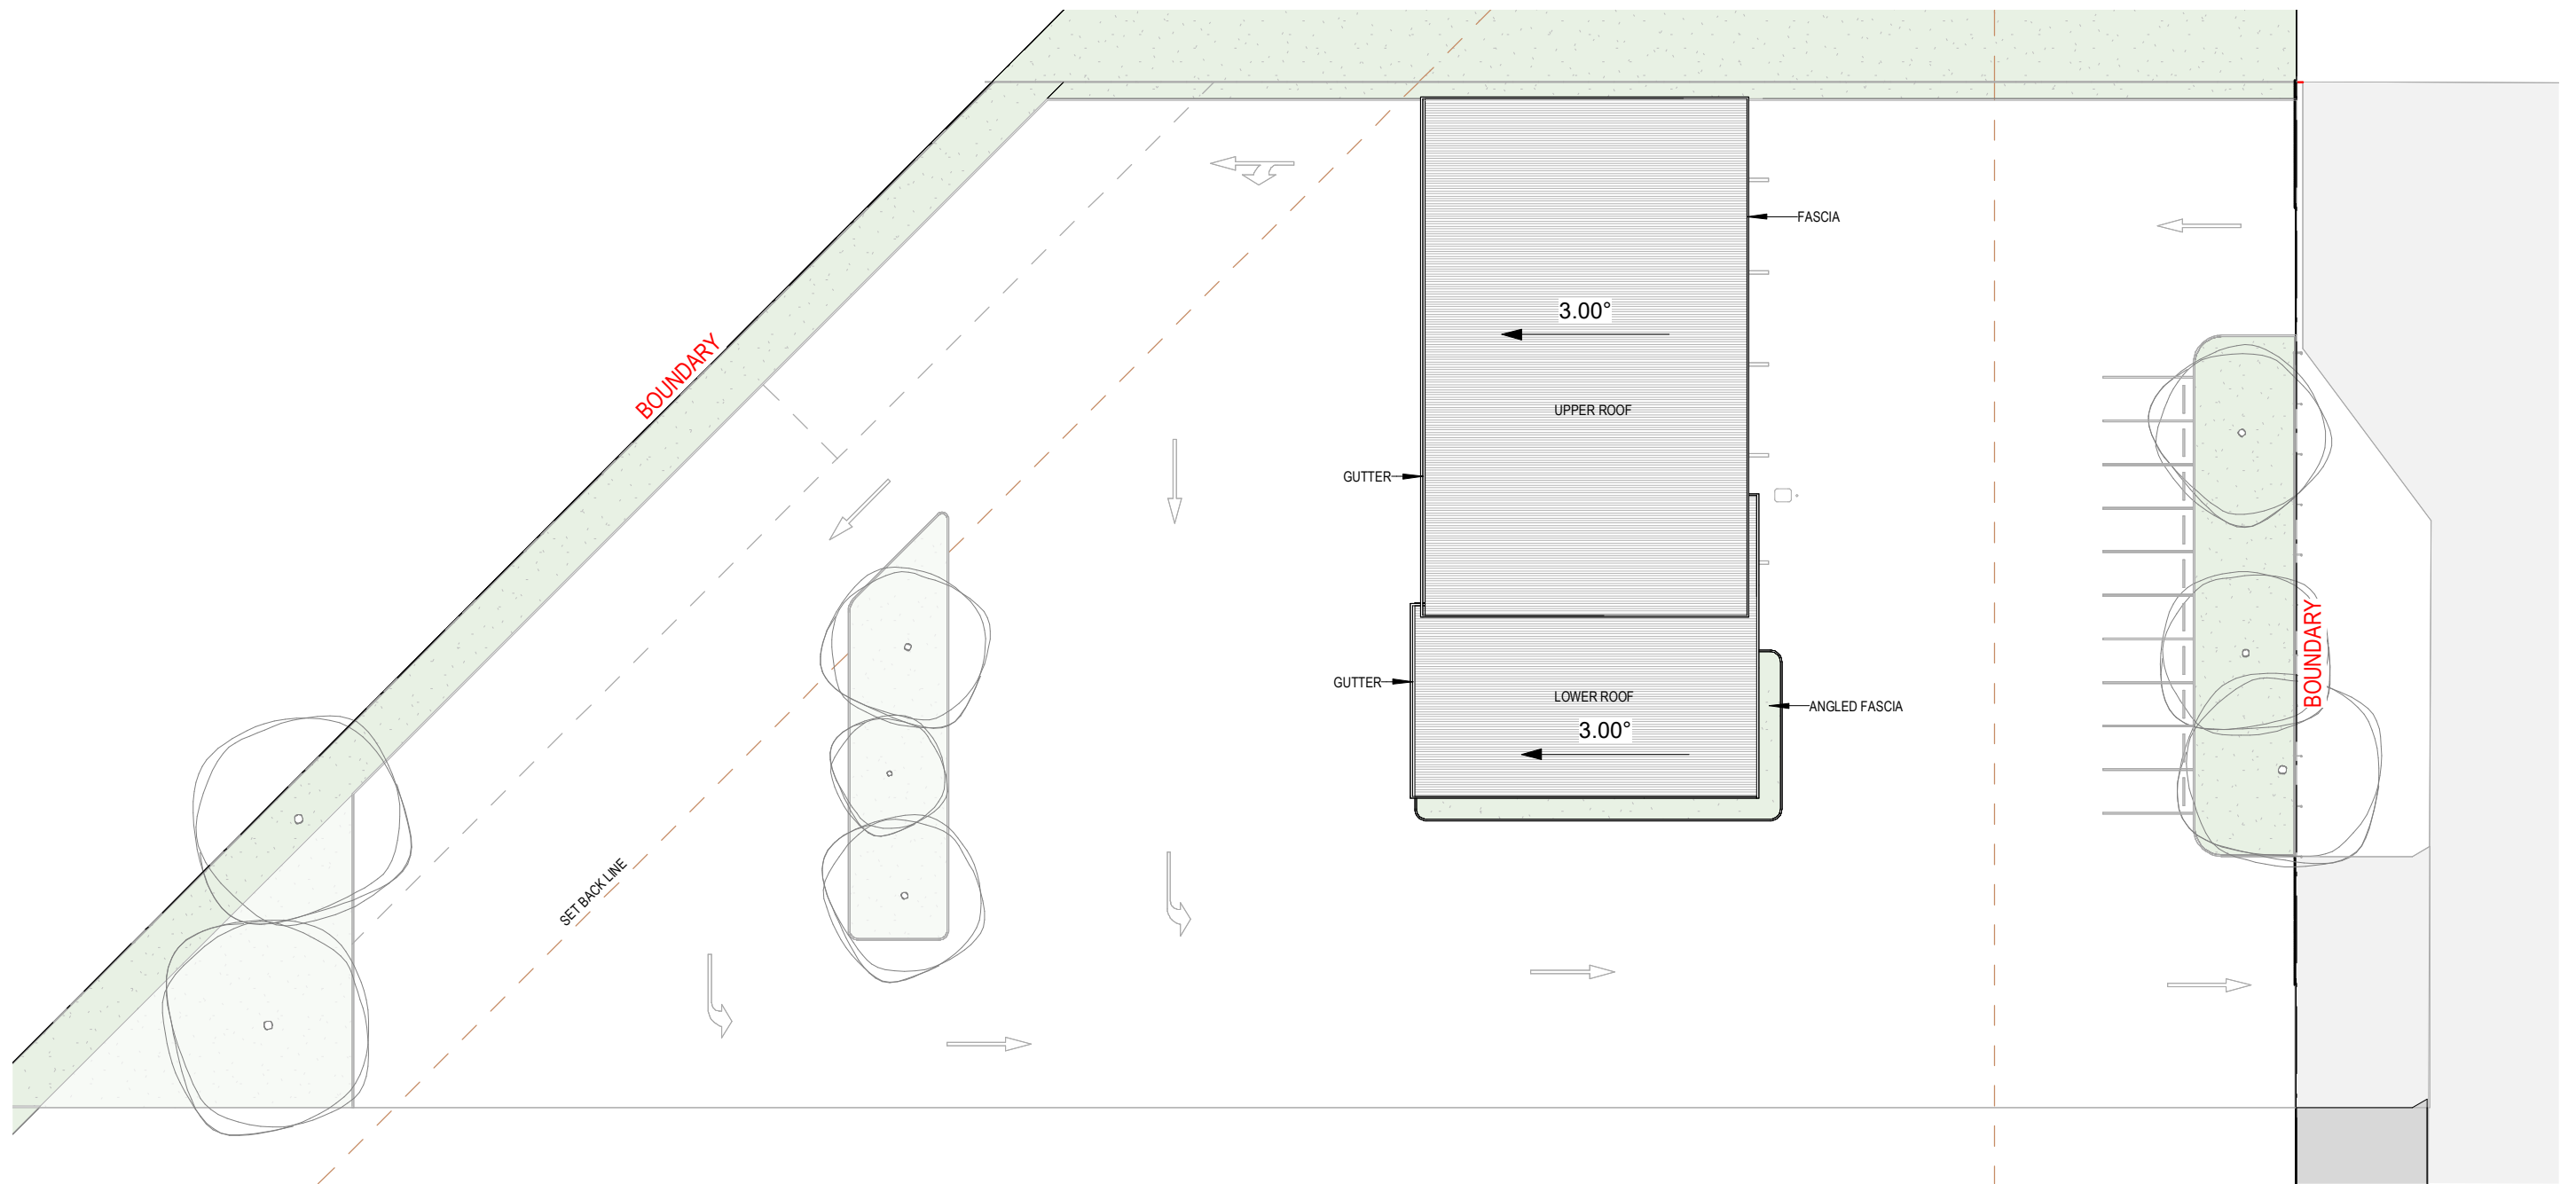 FASCIA
3.00°
BOUNDARY
UPPER ROOF
GUTTER
BOUNDARY
GUTTER
LOWER ROOF
ANGLED FASCIA
3.00°
SET BACK LINE